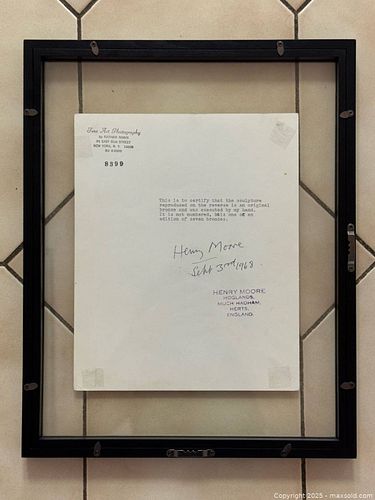 Fine Art Photography
NEW YORK, N. Y.
8899
This is to certify that the sculpture
reproduced on the reverse is an original
bronze and was executed by my hand.
It is not numbered, but is one of an
edition of seven bronzes.
Henry Moore
Sept 3rd 1968.
HENRY MOORE
HOGLANDS,
MUCH HADHAM,
HERTS,
ENGLAND.
Copyright 2025 - maxsold.com